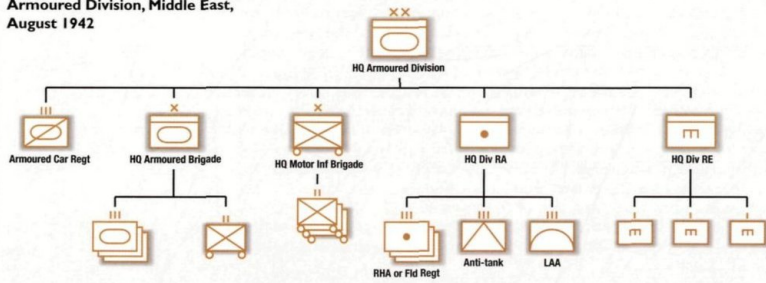 Armoured Division, Middle East,
August 1942
HQ Armoured Division
Armoured Car Regt
HQ Armoured Brigade
HQ Motor Inf Brigade
HQ Div RA
HQ Div RE
RHA or Fld Regt
Anti-tank
LAA